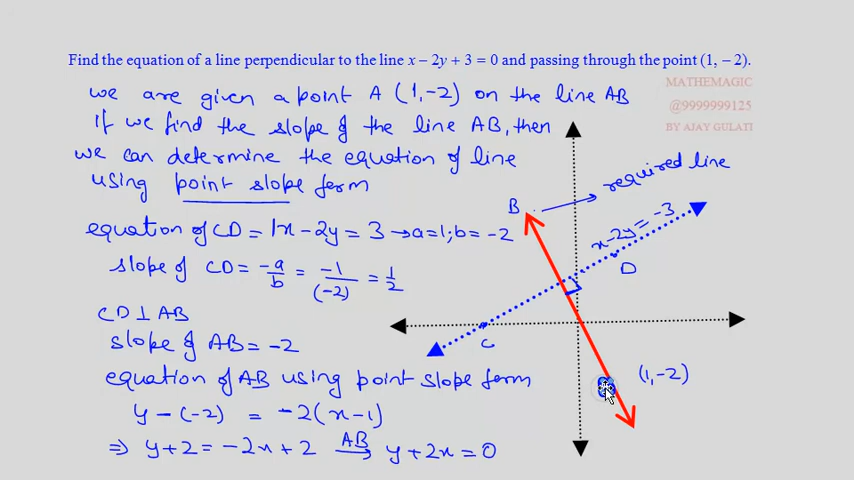 Find the equation of a line perpendicular to the line x – 2y + 3 = 0 and passing through the point (1, – 2).
MATHEMAGIC
@9999999125
BY AJAY GULATI
we are given a point A (1,-2) on the line AB
If we find the slope of the line AB, then
we can determine the equation of line
using point slope form
equation of CD = 1x - 2y = 3 → a=1; b= -2
slope of CD = -a/b = -1/(-2) = 1/2
CD ⊥ AB
slope of AB = -2
equation of AB using point slope form
y - (-2) = -2(x-1)
⇒ y+2 = -2x+2 AB→ y+2x=0
required line
B
x-2y = -3
D
C
(1,-2)